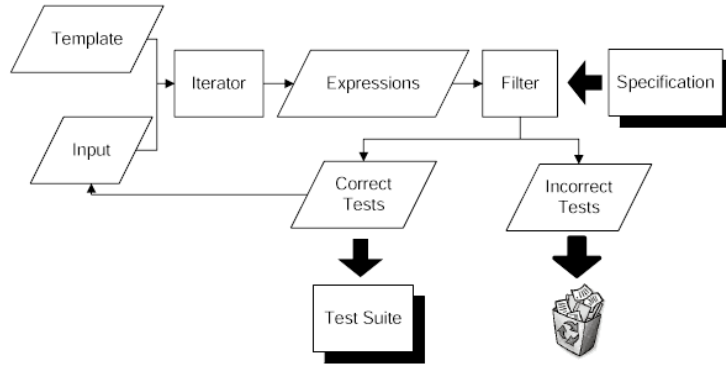 Template
Iterator
Expressions
Filter
Specification
Input
Correct
Tests
Incorrect
Tests
Test Suite